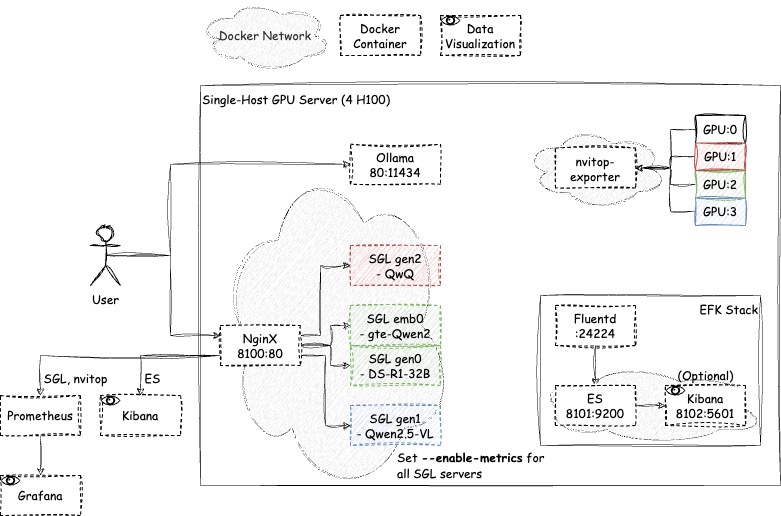 Docker Network
Docker
Container
Data
Visualization
Single-Host GPU Server (4 H100)
Ollama
80:11434
nvitop-
exporter
GPU:0
GPU:1
GPU:2
GPU:3
User
SGL gen2
- QwQ
SGL emb0
- gte-Qwen2
SGL gen0
- DS-R1-32B
SGL gen1
- Qwen2.5-VL
NginX
8100:80
EFK Stack
Fluentd
:24224
(Optional)
ES
8101:9200
Kibana
8102:5601
SGL, nvitop
ES
Prometheus
Kibana
Grafana
Set --enable-metrics for
all SGL servers